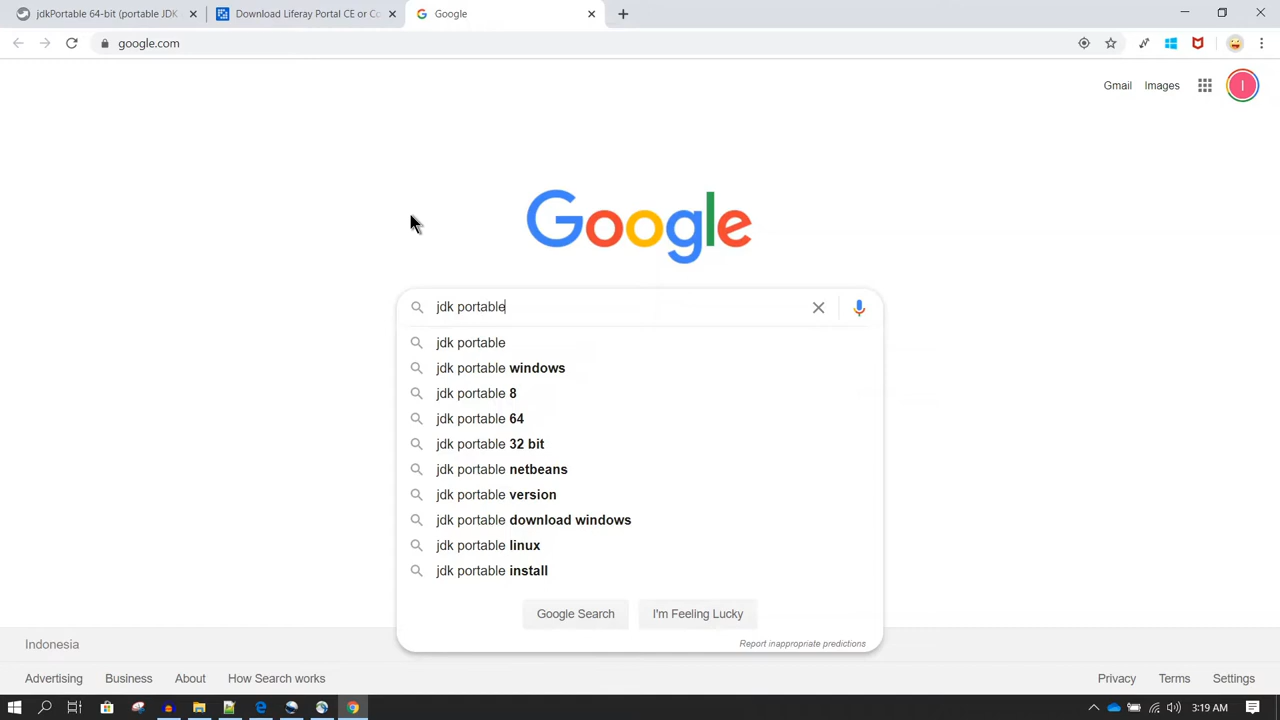 jdkPortable 64-bit (portable JDK
Download Liferay Portal CE or Co
Google
google.com
Gmail Images I
Google
jdk portable
jdk portable
jdk portable windows
jdk portable 8
jdk portable 64
jdk portable 32 bit
jdk portable netbeans
jdk portable version
jdk portable download windows
jdk portable linux
jdk portable install
Google Search I'm Feeling Lucky
Report inappropriate predictions
Indonesia
Advertising Business About How Search works Privacy Terms Settings
3:19 AM